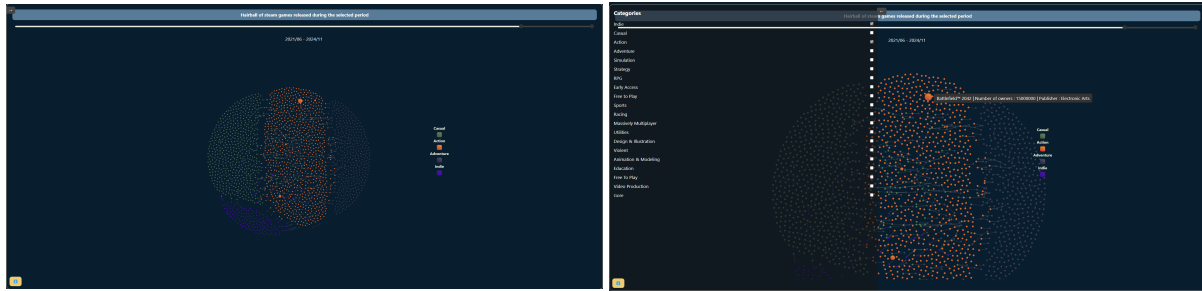 Hairball of steam games released during the selected period
2021/06 - 2024/11
Casual
Action
Adventure
Indie
Categories
Hairball of steam games released during the selected period
Indie
Casual
Action
Adventure
Simulation
Strategy
RPG
Early Access
Free to Play
Sports
Racing
Massively Multiplayer
Utilities
Design & Illustration
Violent
Animation & Modeling
Education
Free to Play
Video Production
Gore
2021/06 - 2024/11
Battlefield™ 2042 | Number of owners : 15000000 | Publisher : Electronic Arts
Casual
Action
Adventure
Indie